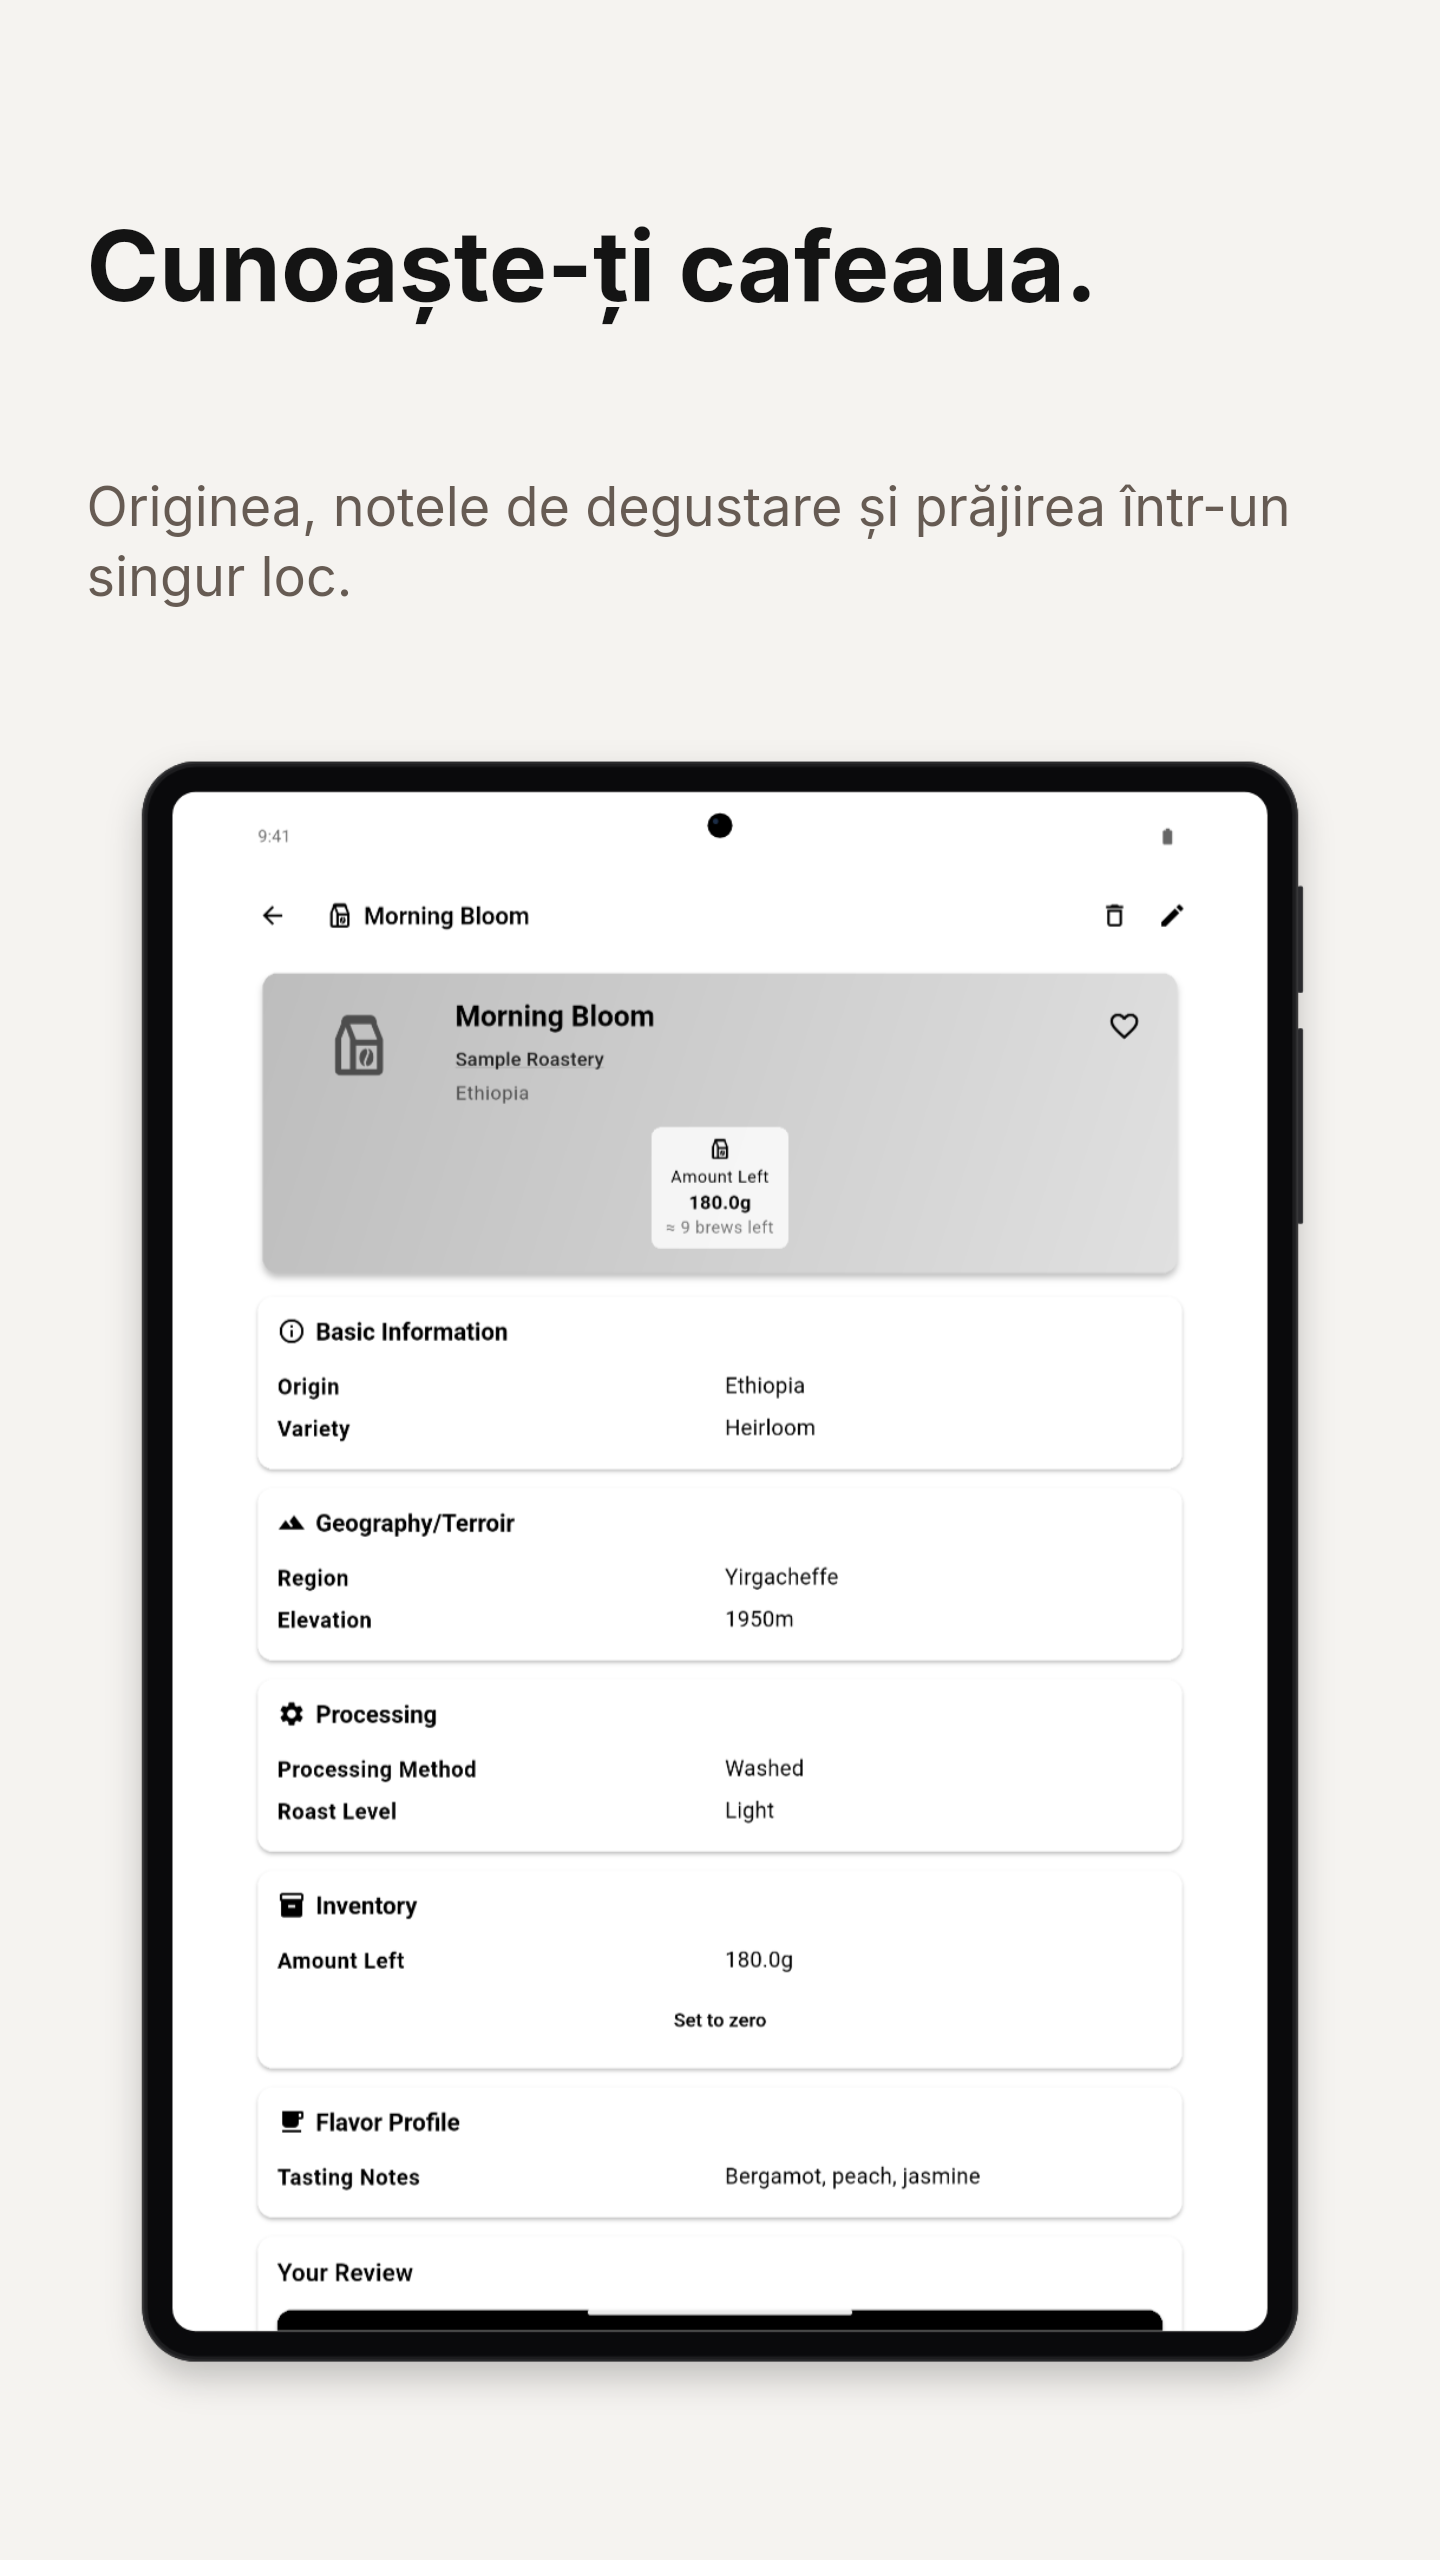 Cunoaște-ți cafeaua.
Originea, notele de degustare și prăjirea într-un
singur loc.
9:41
Morning Bloom
Morning Bloom
Sample Roastery
Ethiopia
Amount Left
180.0g
≈ 9 brews left
Basic Information
Origin Ethiopia
Variety Heirloom
Geography/Terroir
Region Yirgacheffe
Elevation 1950m
Processing
Processing Method Washed
Roast Level Light
Inventory
Amount Left 180.0g
Set to zero
Flavor Profile
Tasting Notes Bergamot, peach, jasmine
Your Review